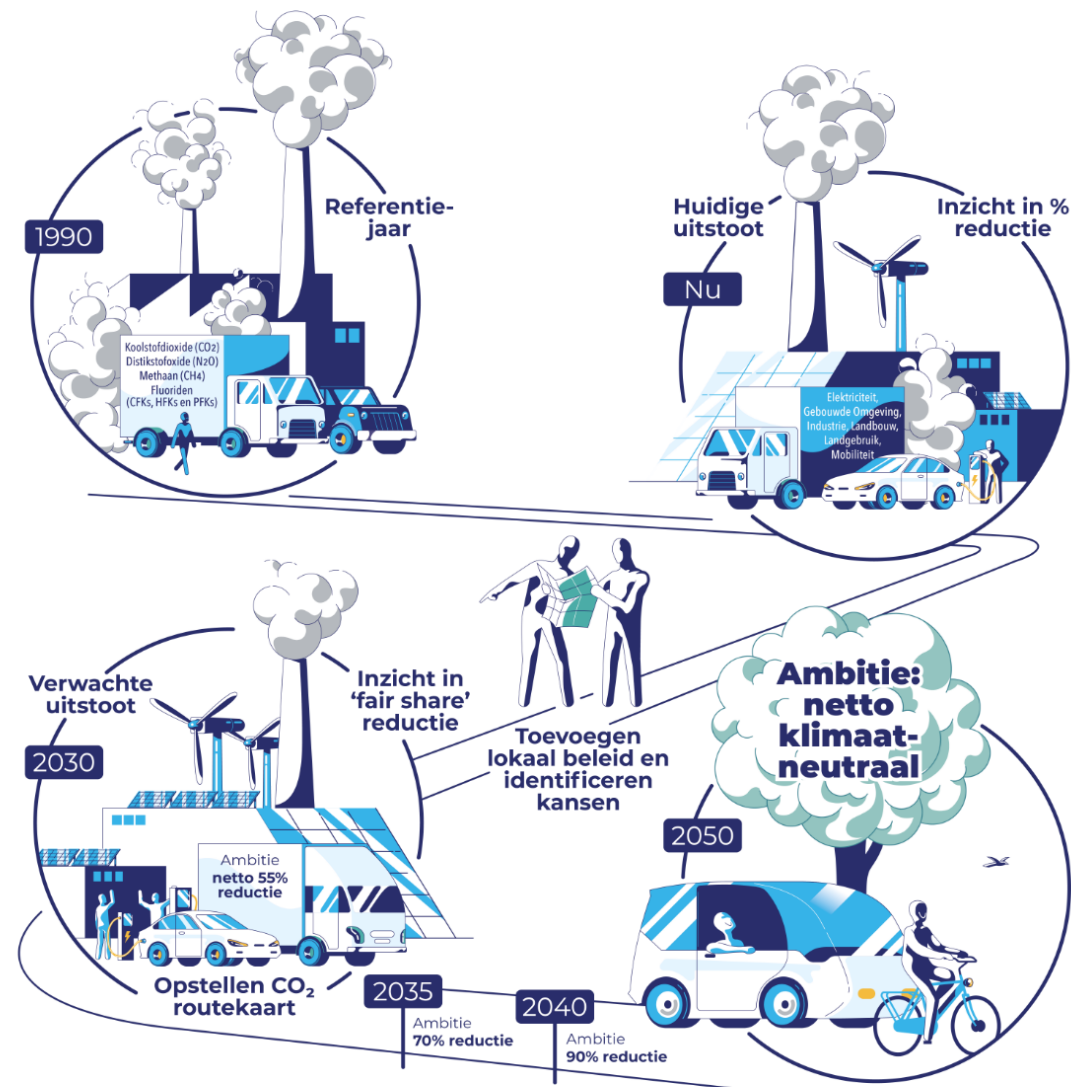 1990
Referentie-
jaar
Koolstofdioxide (CO₂)
Distikstofoxide (N₂O)
Methaan (CH4)
Fluoriden
(CFKs, HFKs en PFKs)
Huidige
uitstoot
Inzicht in %
reductie
Nu
Elektriciteit,
Gebouwde Omgeving,
Industrie, Landbouw,
Landgebruik,
Mobiliteit
Verwachte
uitstoot
Inzicht in
‘fair share’
reductie
2030
Ambitie
netto 55%
reductie
Opstellen CO₂
routekaart
Toevoegen
lokaal beleid en
identificeren
kansen
2035
Ambitie
70% reductie
2040
Ambitie
90% reductie
Ambitie:
netto
klimaat-
neutraal
2050